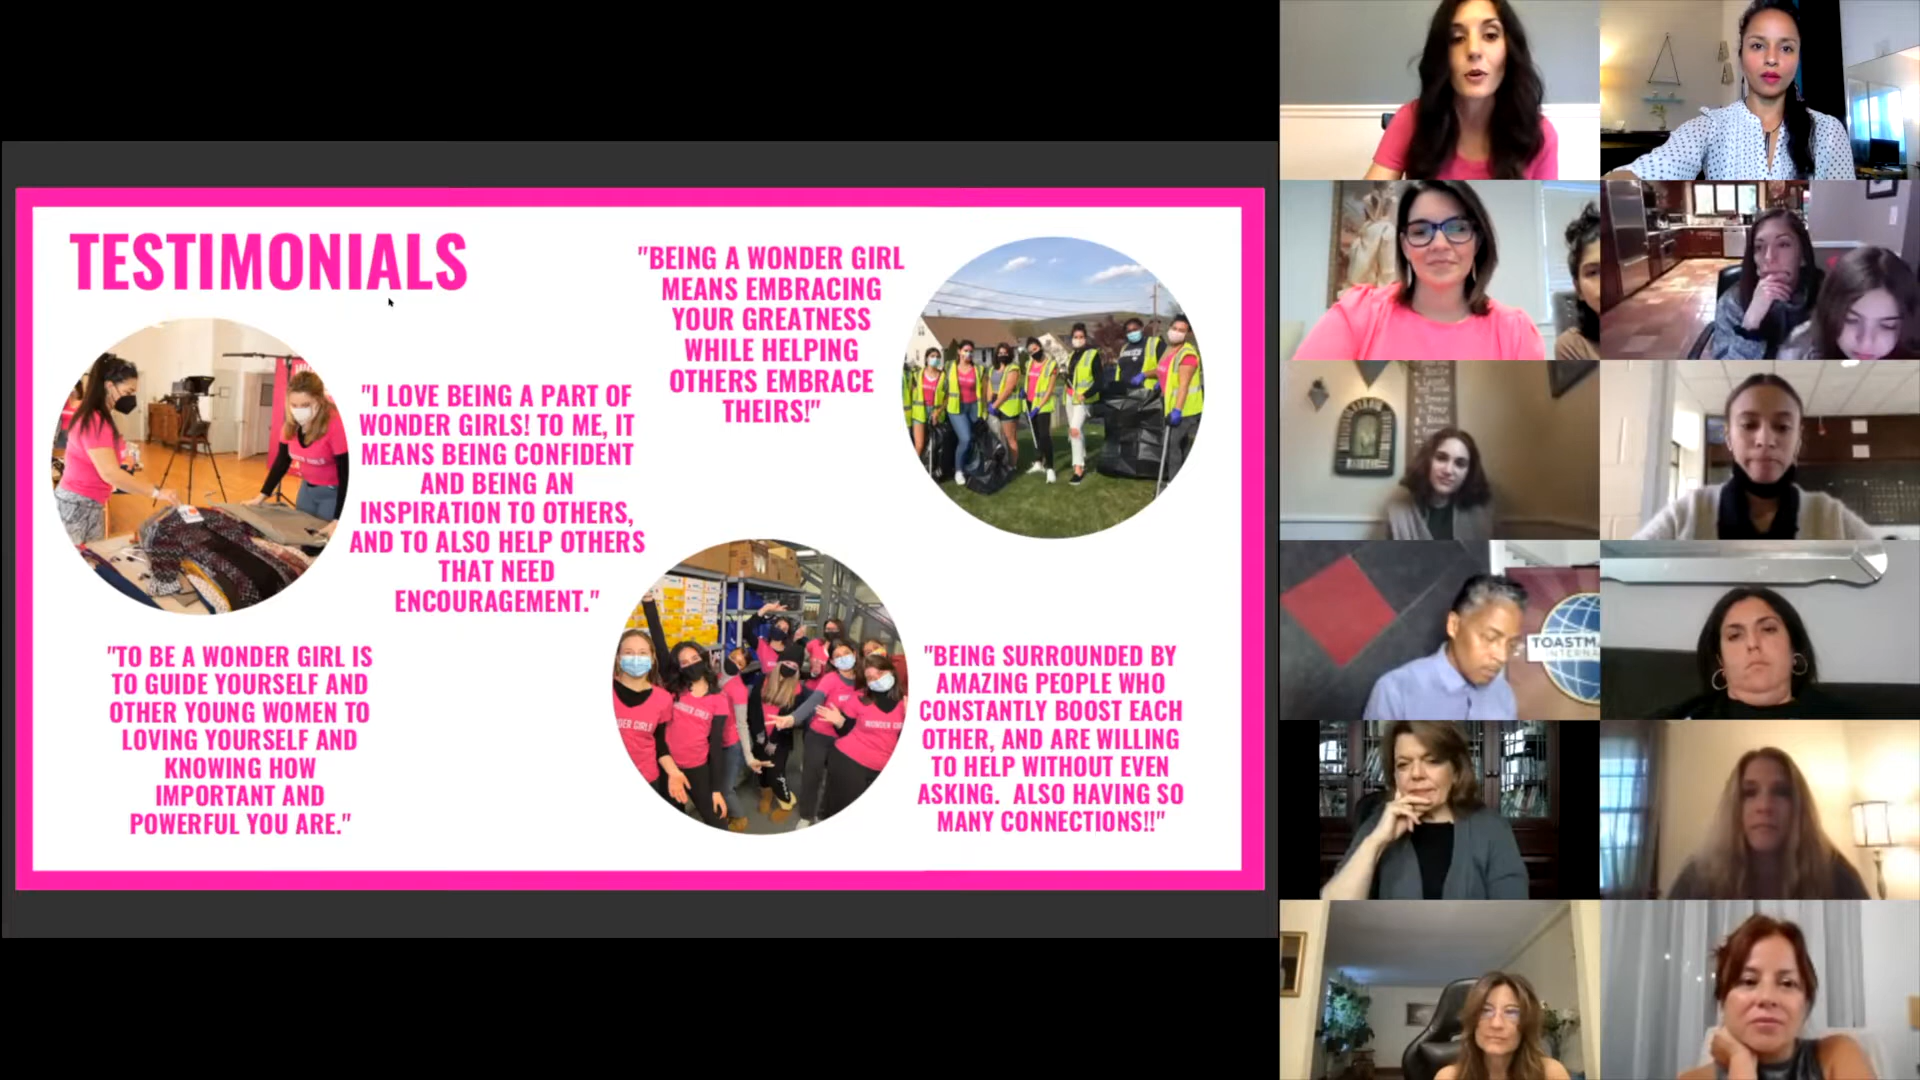 TESTIMONIALS
"I LOVE BEING A PART OF
WONDER GIRLS! TO ME, IT
MEANS BEING CONFIDENT
AND BEING AN
INSPIRATION TO OTHERS,
AND TO ALSO HELP OTHERS
THAT NEED
ENCOURAGEMENT."
"BEING A WONDER GIRL
MEANS EMBRACING
YOUR GREATNESS
WHILE HELPING
OTHERS EMBRACE
THEIRS!"
"TO BE A WONDER GIRL IS
TO GUIDE YOURSELF AND
OTHER YOUNG WOMEN TO
LOVING YOURSELF AND
KNOWING HOW
IMPORTANT AND
POWERFUL YOU ARE."
"BEING SURROUNDED BY
AMAZING PEOPLE WHO
CONSTANTLY BOOST EACH
OTHER, AND ARE WILLING
TO HELP WITHOUT EVEN
ASKING. ALSO HAVING SO
MANY CONNECTIONS!!"
WONDER GIRLS
TOASTM
INTERNA